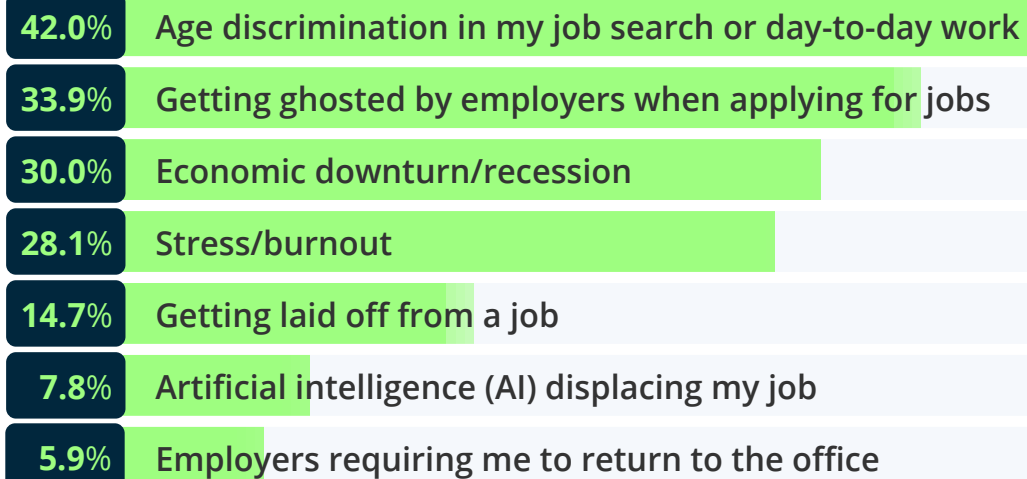 42.0% Age discrimination in my job search or day-to-day work
33.9% Getting ghosted by employers when applying for jobs
30.0% Economic downturn/recession
28.1% Stress/burnout
14.7% Getting laid off from a job
7.8% Artificial intelligence (AI) displacing my job
5.9% Employers requiring me to return to the office